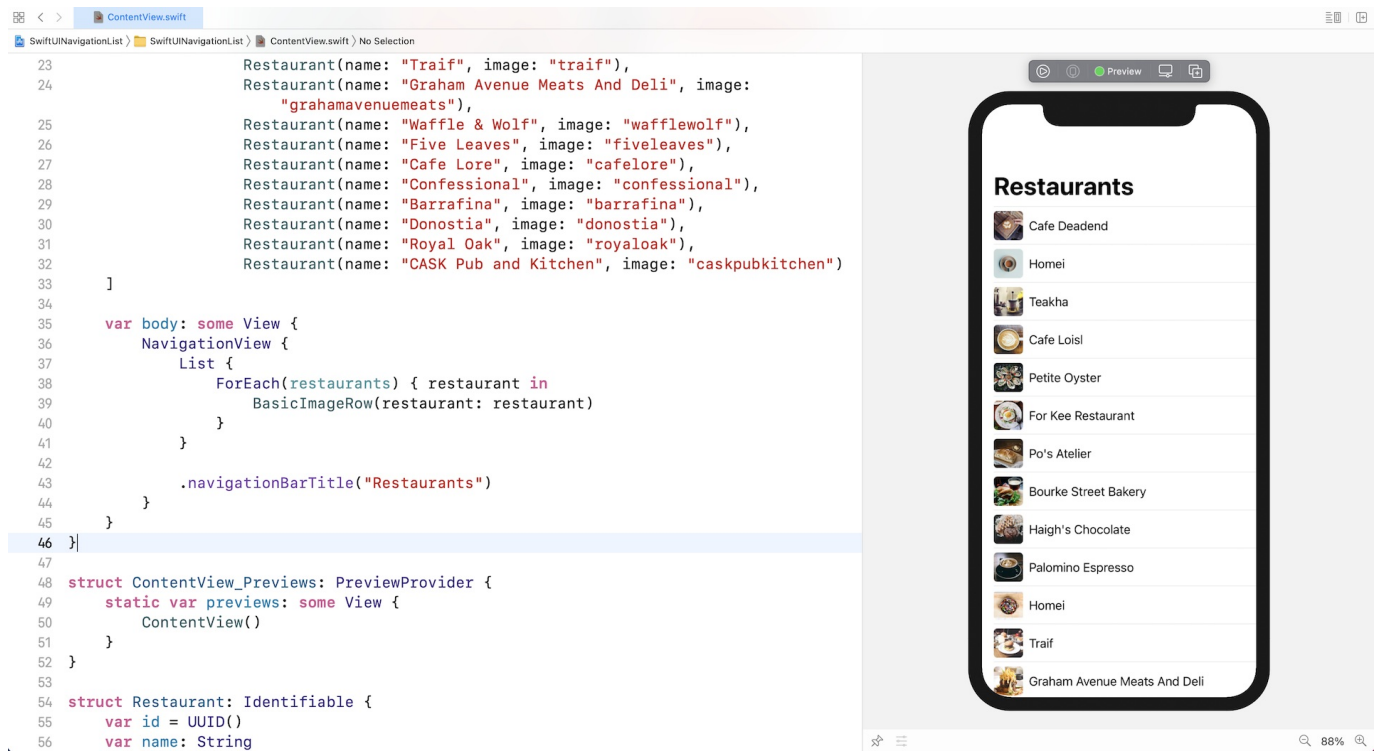 ContentView.swift
SwiftUINavigationList 〉 SwiftUINavigationList 〉 ContentView.swift 〉 No Selection
23 Restaurant(name: "Traif", image: "traif"),
24 Restaurant(name: "Graham Avenue Meats And Deli", image:
"grahamavenuemeats"),
25 Restaurant(name: "Waffle & Wolf", image: "wafflewolf"),
26 Restaurant(name: "Five Leaves", image: "fiveleaves"),
27 Restaurant(name: "Cafe Lore", image: "cafelore"),
28 Restaurant(name: "Confessional", image: "confessional"),
29 Restaurant(name: "Barrafina", image: "barrafina"),
30 Restaurant(name: "Donostia", image: "donostia"),
31 Restaurant(name: "Royal Oak", image: "royaloak"),
32 Restaurant(name: "CASK Pub and Kitchen", image: "caskpubkitchen")
33 ]
34
35 var body: some View {
36 NavigationView {
37 List {
38 ForEach(restaurants) { restaurant in
39 BasicImageRow(restaurant: restaurant)
40 }
41 }
42
43 .navigationBarTitle("Restaurants")
44 }
45 }
46 }
47
48 struct ContentView_Previews: PreviewProvider {
49 static var previews: some View {
50 ContentView()
51 }
52 }
53
54 struct Restaurant: Identifiable {
55 var id = UUID()
56 var name: String
Preview
Restaurants
Cafe Deadend
Homei
Teakha
Cafe Loisl
Petite Oyster
For Kee Restaurant
Po's Atelier
Bourke Street Bakery
Haigh's Chocolate
Palomino Espresso
Homei
Traif
Graham Avenue Meats And Deli
88%